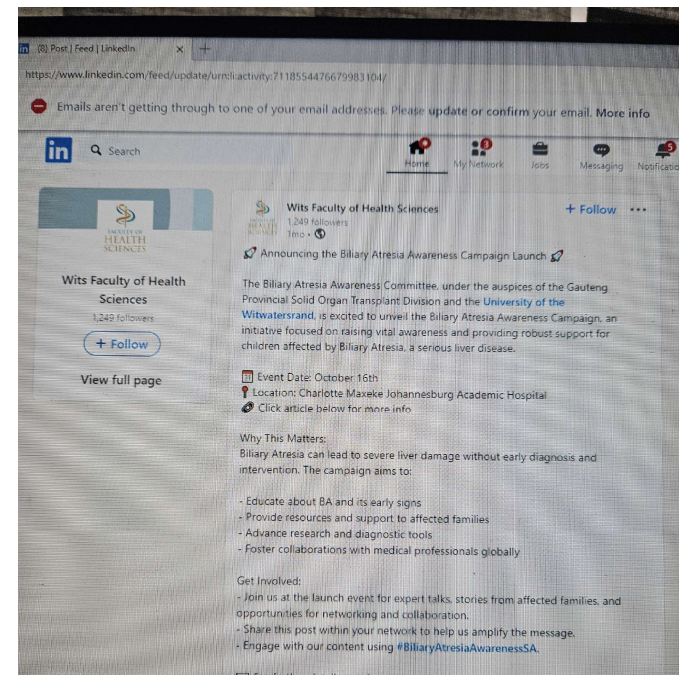 in (8) Post | Feed | LinkedIn × +
https://www.linkedin.com/feed/update/urn:li:activity:7118554476679983104/
Emails aren't getting through to one of your email addresses. Please update or confirm your email. More info
in Search
Home My Network Jobs Messaging Notificatio
5
FACULTY OF
HEALTH
SCIENCES
Wits Faculty of Health
Sciences
1,249 followers
+ Follow
View full page
Wits Faculty of Health Sciences + Follow ...
1,249 followers
1mo •
Announcing the Biliary Atresia Awareness Campaign Launch
The Biliary Atresia Awareness Committee, under the auspices of the Gauteng
Provincial Solid Organ Transplant Division and the University of the
Witwatersrand, is excited to unveil the Biliary Atresia Awareness Campaign, an
initiative focused on raising vital awareness and providing robust support for
children affected by Biliary Atresia, a serious liver disease.
Event Date: October 16th
Location: Charlotte Maxeke Johannesburg Academic Hospital
Click article below for more info
Why This Matters:
Biliary Atresia can lead to severe liver damage without early diagnosis and
intervention. The campaign aims to:
- Educate about BA and its early signs
- Provide resources and support to affected families
- Advance research and diagnostic tools
- Foster collaborations with medical professionals globally
Get Involved:
- Join us at the launch event for expert talks, stories from affected families, and
opportunities for networking and collaboration.
- Share this post within your network to help us amplify the message.
- Engage with our content using #BiliaryAtresiaAwarenessSA.